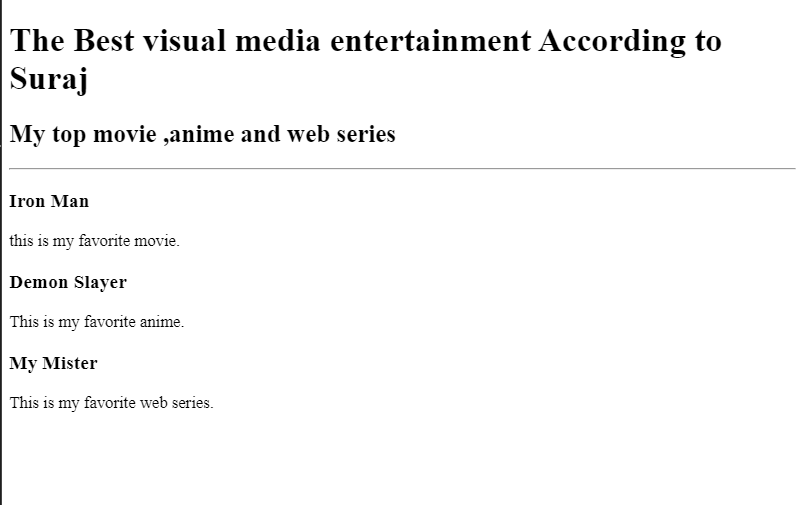 The Best visual media entertainment According to
Suraj
My top movie ,anime and web series
Iron Man
this is my favorite movie.
Demon Slayer
This is my favorite anime.
My Mister
This is my favorite web series.